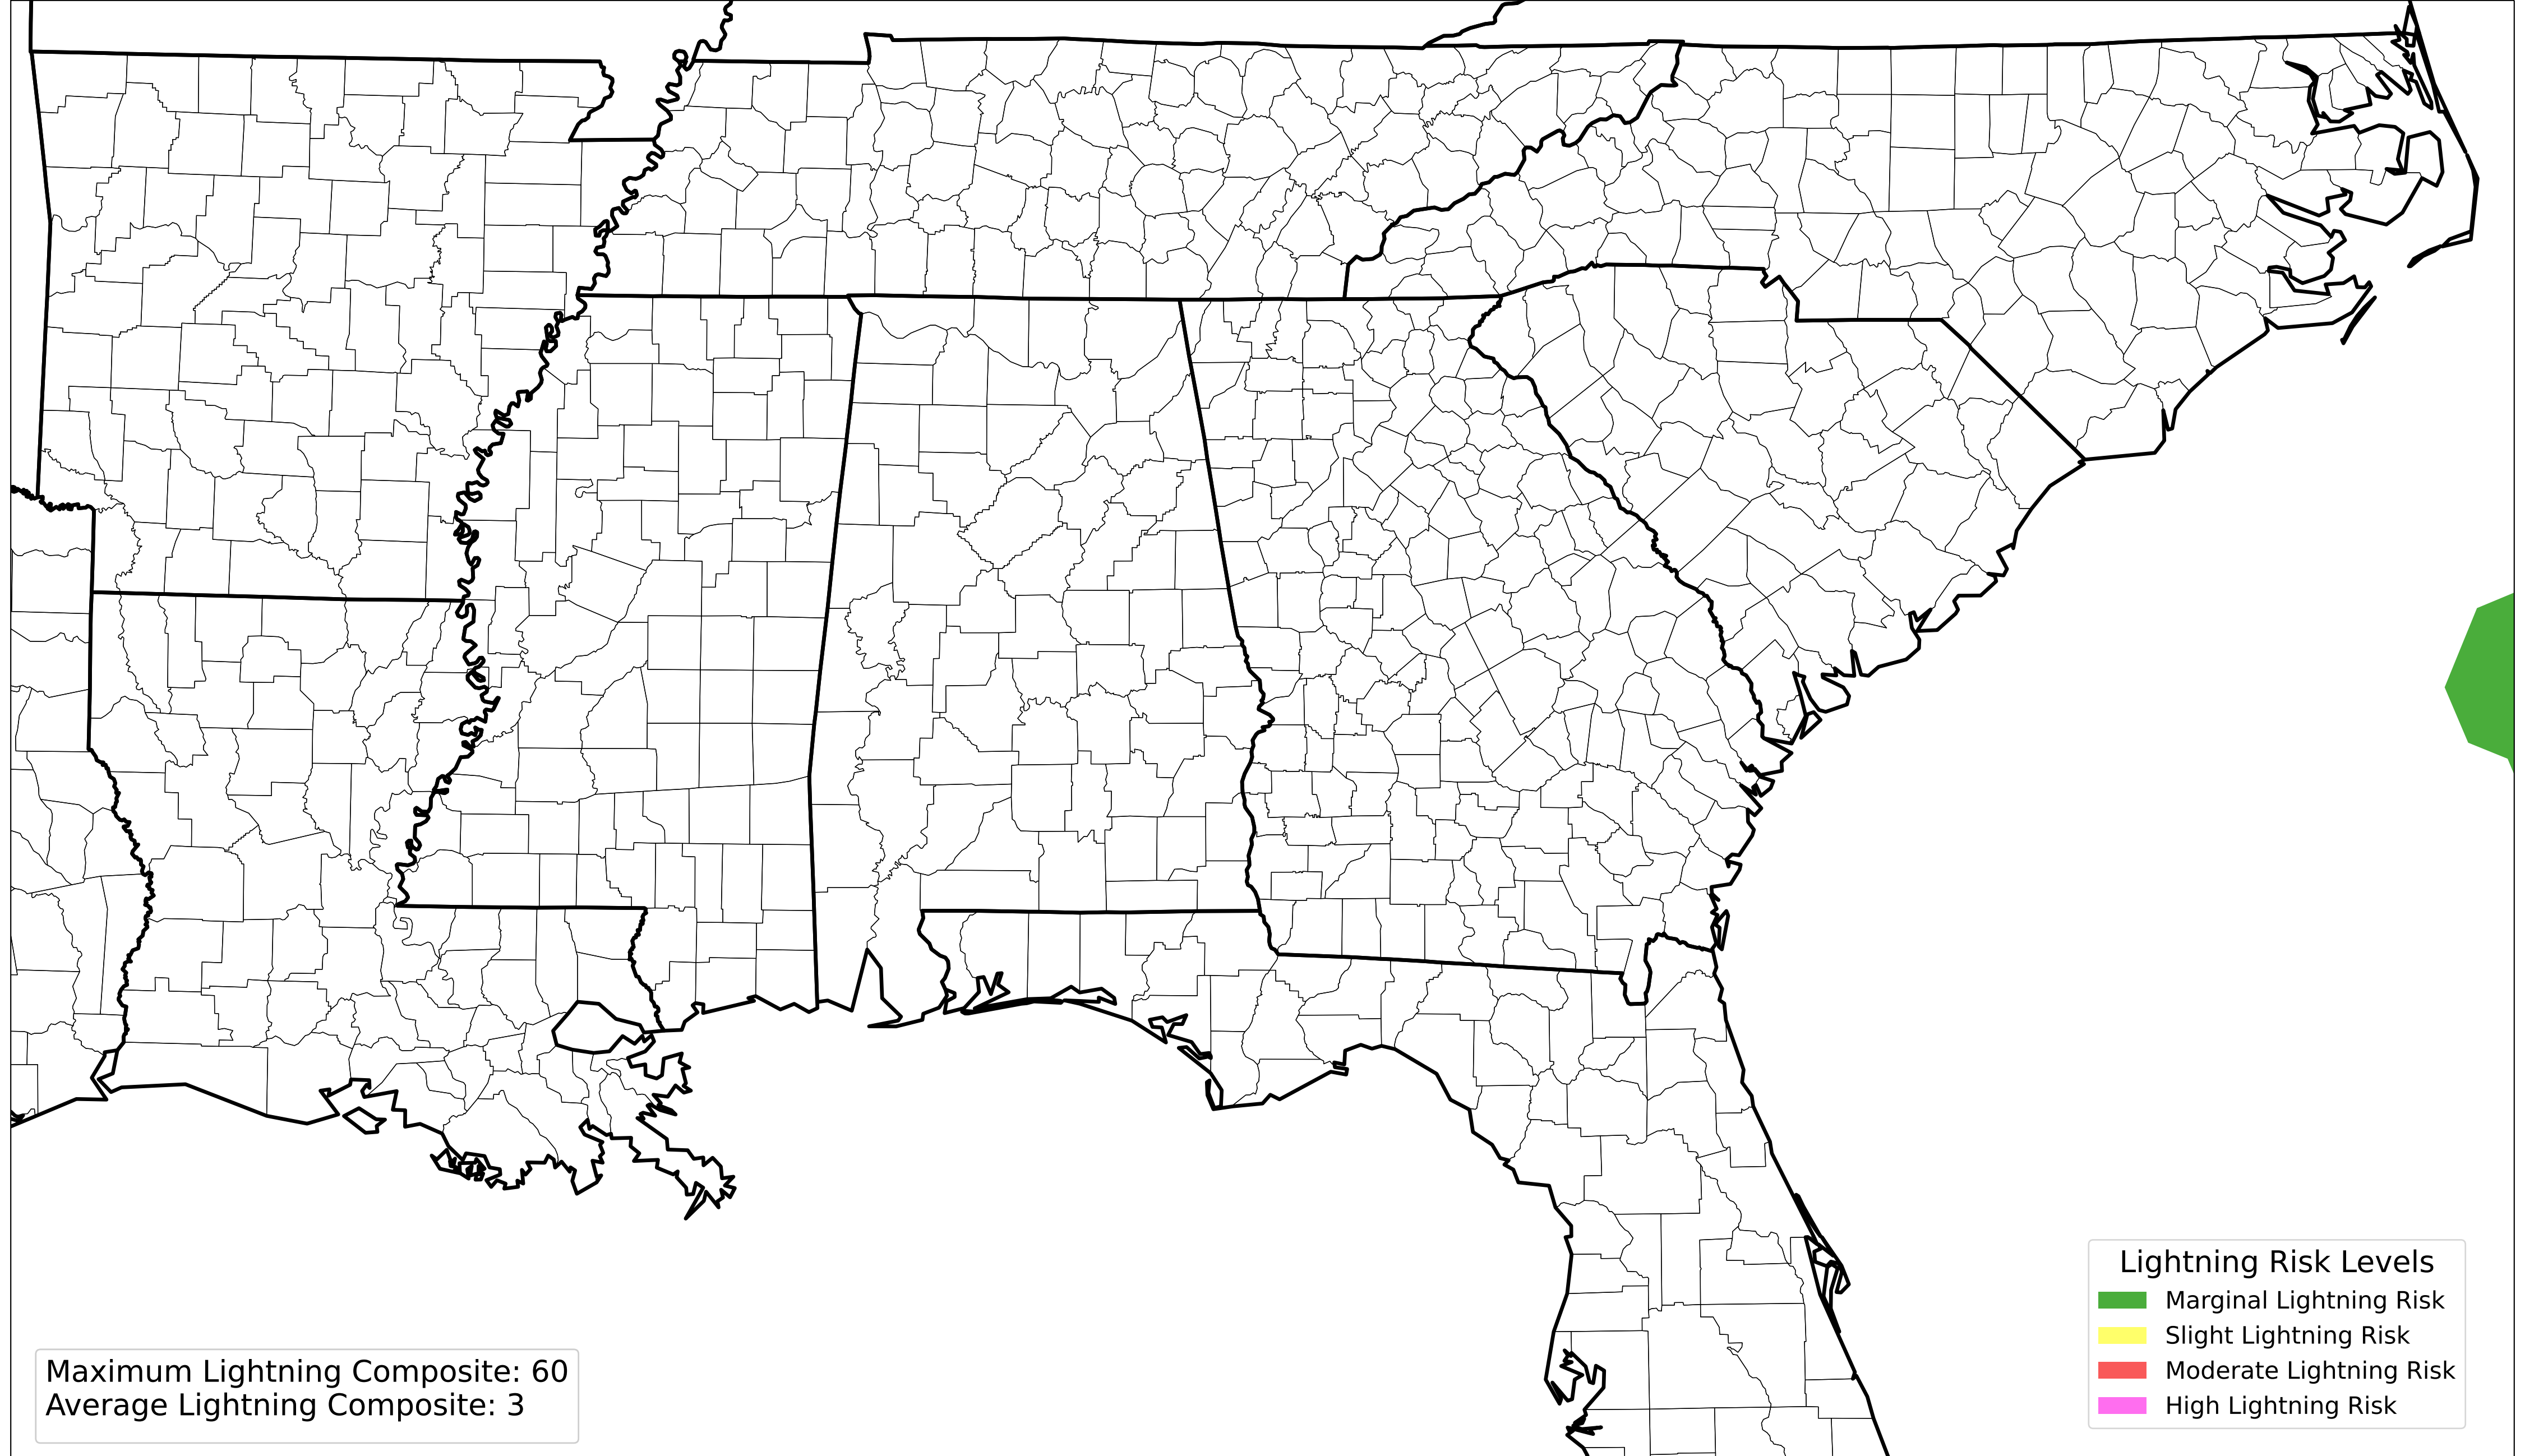 Maximum Lightning Composite: 60
Average Lightning Composite: 3
Lightning Risk Levels
Marginal Lightning Risk
Slight Lightning Risk
Moderate Lightning Risk
High Lightning Risk